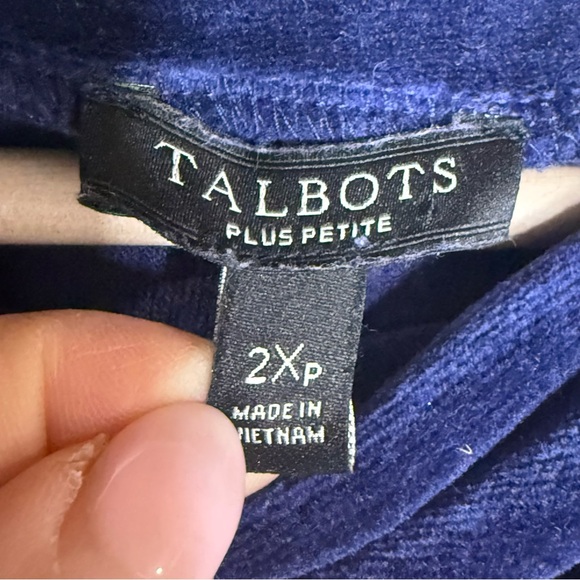 TALBOTS
PLUS PETITE
2XP
MADE IN
VIETNAM